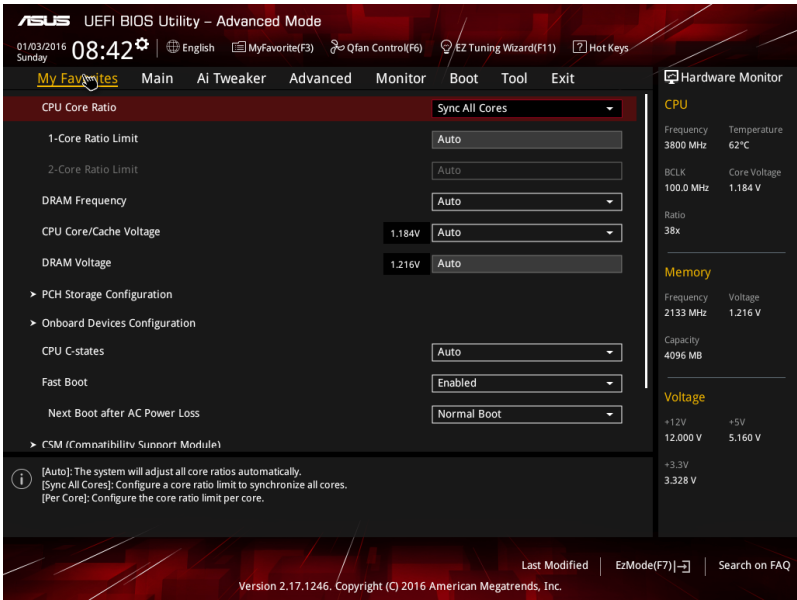 ASUS UEFI BIOS Utility – Advanced Mode
01/03/2016 Sunday 08:42 English MyFavorite(F3) Qfan Control(F6) EZ Tuning Wizard(F11) ? Hot Keys
My Favorites Main Ai Tweaker Advanced Monitor Boot Tool Exit
CPU Core Ratio Sync All Cores
1-Core Ratio Limit Auto
2-Core Ratio Limit Auto
DRAM Frequency Auto
CPU Core/Cache Voltage 1.184V Auto
DRAM Voltage 1.216V Auto
> PCH Storage Configuration
> Onboard Devices Configuration
CPU C-states Auto
Fast Boot Enabled
Next Boot after AC Power Loss Normal Boot
> CSM (Compatibility Support Module)
i
[Auto]: The system will adjust all core ratios automatically.
[Sync All Cores]: Configure a core ratio limit to synchronize all cores.
[Per Core]: Configure the core ratio limit per core.
Hardware Monitor
CPU
Frequency Temperature
3800 MHz 62°C
BCLK Core Voltage
100.0 MHz 1.184 V
Ratio
38x
Memory
Frequency Voltage
2133 MHz 1.216 V
Capacity
4096 MB
Voltage
+12V +5V
12.000 V 5.160 V
+3.3V
3.328 V
Last Modified EzMode(F7) Search on FAQ
Version 2.17.1246. Copyright (C) 2016 American Megatrends, Inc.